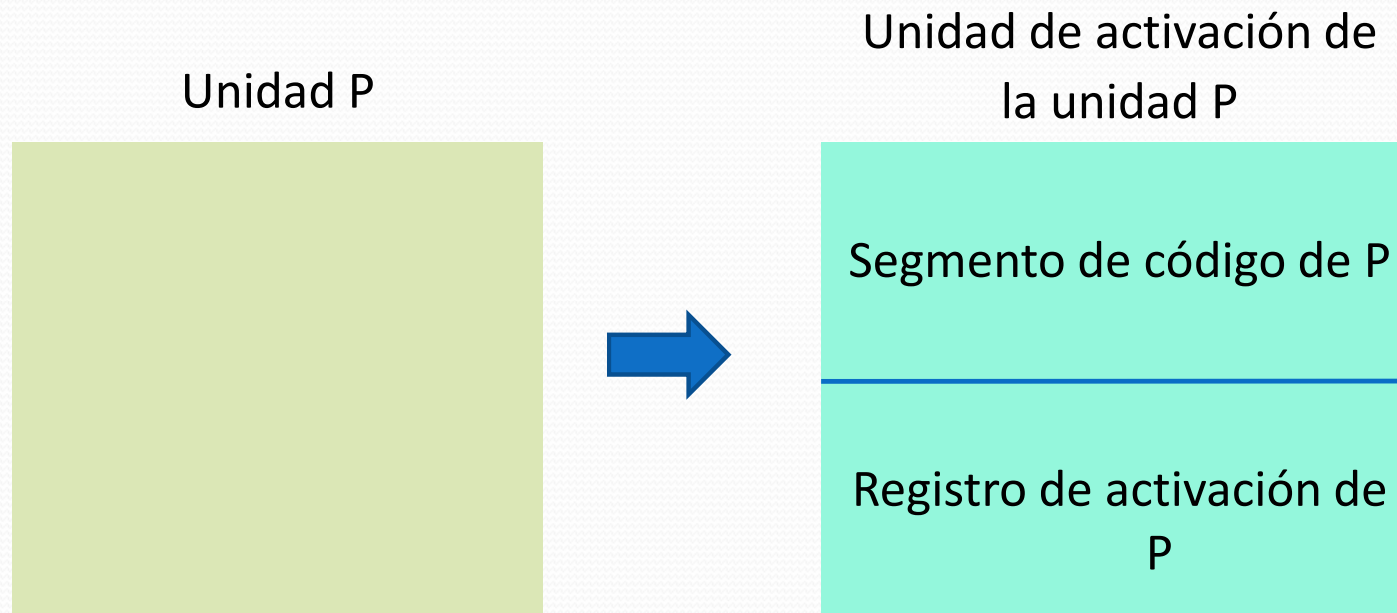 Unidad P
Unidad de activación de
la unidad P
Segmento de código de P
Registro de activación de
P